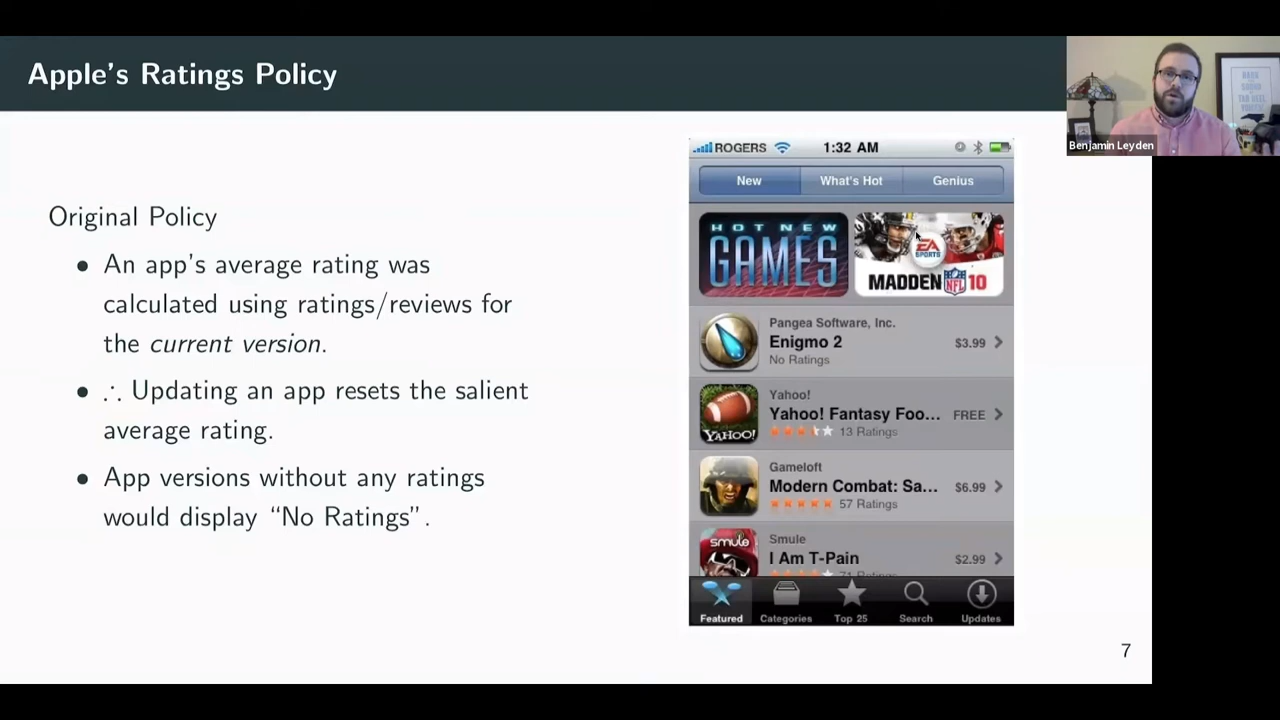 Apple's Ratings Policy
Benjamin Leyden
Original Policy
• An app's average rating was
calculated using ratings/reviews for
the current version.
• ∴ Updating an app resets the salient
average rating.
• App versions without any ratings
would display “No Ratings”.
ROGERS 1:32 AM
New What's Hot Genius
HOT NEW
GAMES
EA
SPORTS
MADDEN NFL 10
Pangea Software, Inc.
Enigmo 2 $3.99
No Ratings
Yahoo!
Yahoo! Fantasy Foo... FREE
YAHOO! 13 Ratings
Gameloft
Modern Combat: Sa... $6.99
57 Ratings
Smule
smule
I Am T-Pain $2.99
71 Ratings
Featured Categories Top 25 Search Updates
7